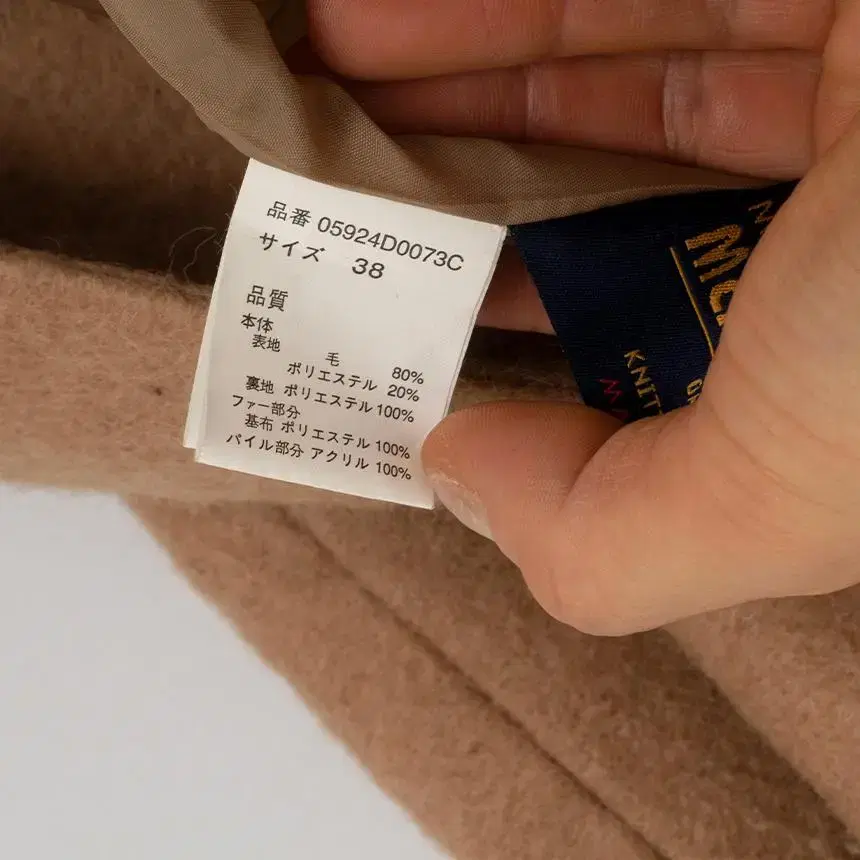 品番 05924D0073C
サイズ 38
品質
本体
表地 毛 80%
ポリエステル 20%
裏地 ポリエステル 100%
ファー部分
基布 ポリエステル 100%
パイル部分 アクリル 100%
KNIT
MA